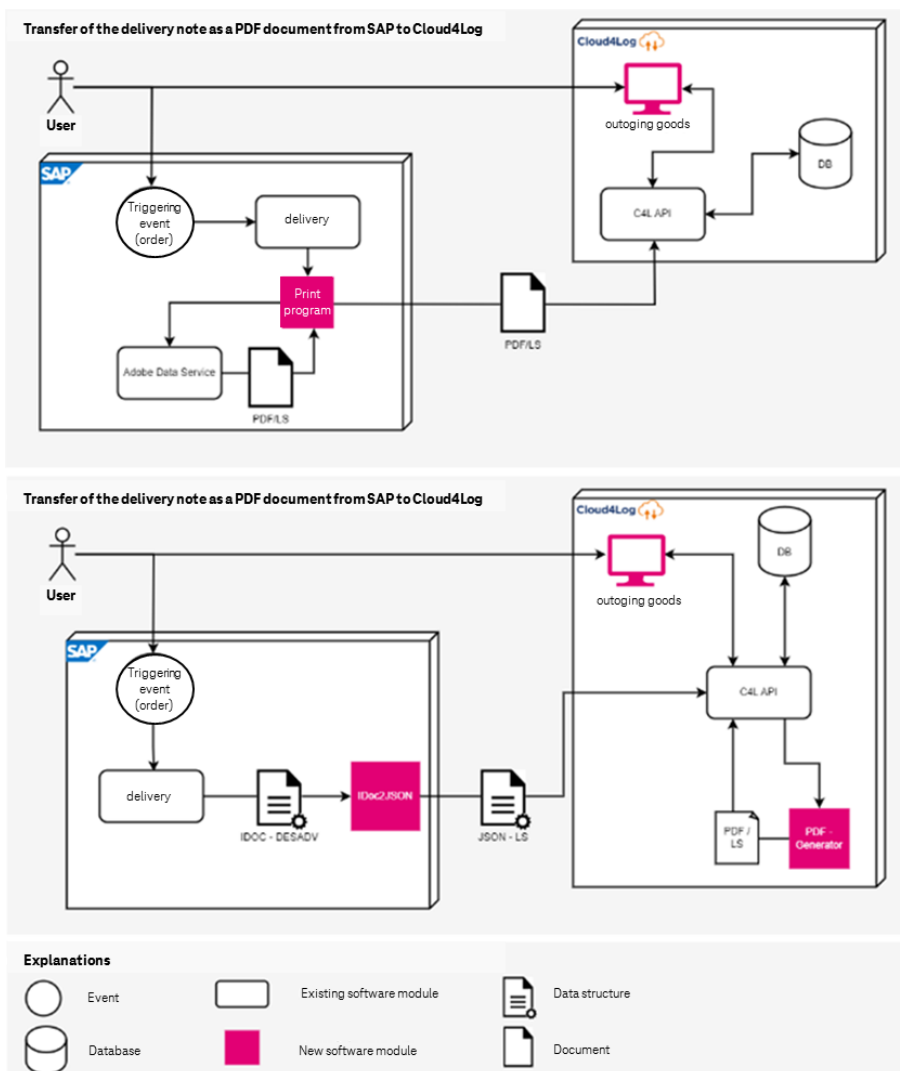 Transfer of the delivery note as a PDF document from SAP to Cloud4Log
Cloud4Log
User
outoging goods
DB
SAP
Triggering
event
(order)
delivery
C4L API
Print
program
PDF/LS
Adobe Data Service
PDF/LS
Transfer of the delivery note as a PDF document from SAP to Cloud4Log
Cloud4Log
DB
User
outoging goods
SAP
Triggering
event
(order)
C4L API
delivery
IDoc2JSON
IDOC - DESADV
JSON - LS
PDF /
LS
PDF -
Generator
Explanations
Event
Existing software module
Data structure
Database
New software module
Document